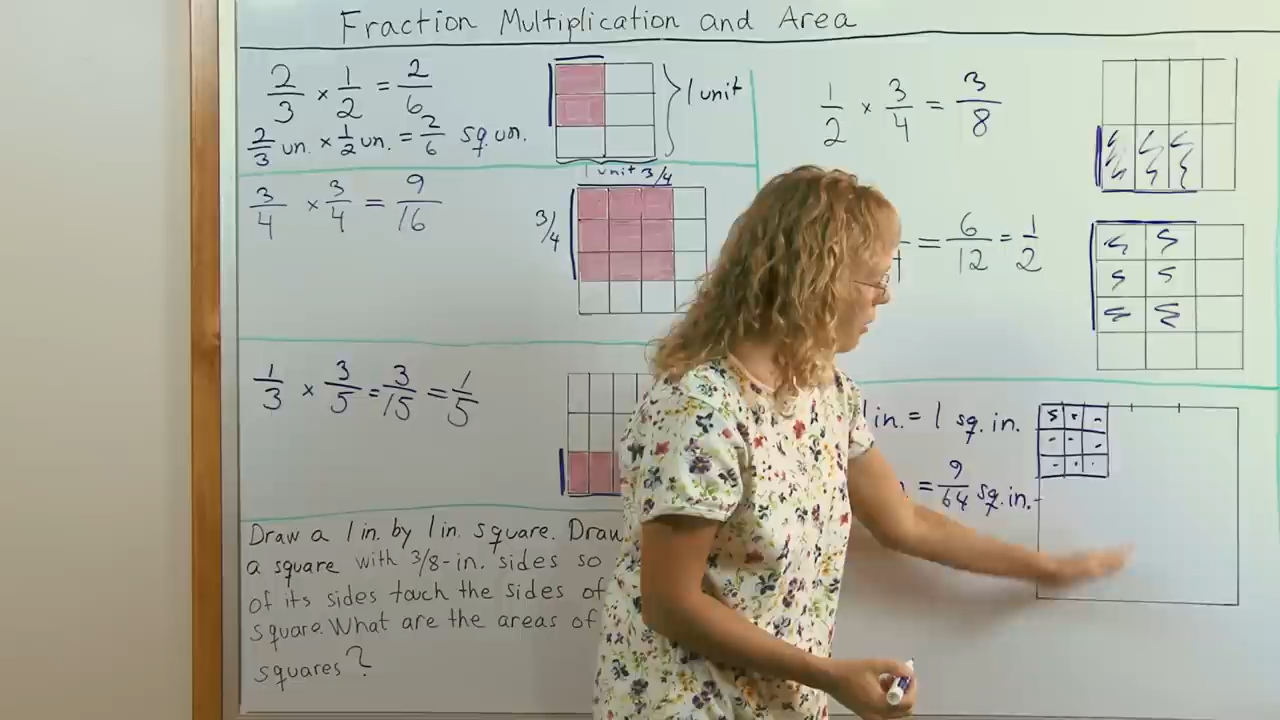 Fraction Multiplication and Area
2/3 × 1/2 = 2/6
2/3 un. × 1/2 un. = 2/6 sq. un.
1 unit
1 unit
3/4 × 3/4 = 9/16
3/4
3/4
1/3 × 3/5 = 3/15 = 1/5
Draw a 1 in. by 1 in. square. Draw
a square with 3/8-in. sides so
of its sides touch the sides of
square. What are the areas of
squares?
1/2 × 3/4 = 3/8
= 6/12 = 1/2
1 in. = 1 sq. in.
= 9/64 sq. in.